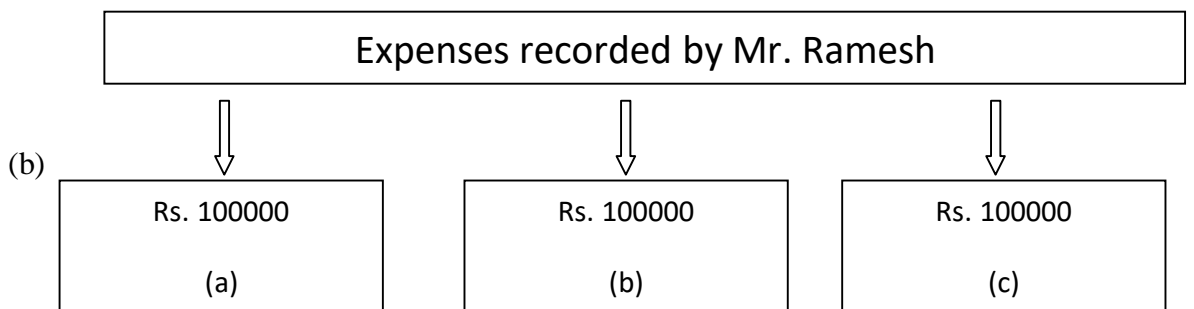 Expenses recorded by Mr. Ramesh
(b)
Rs. 100000
(a)
Rs. 100000
(b)
Rs. 100000
(c)